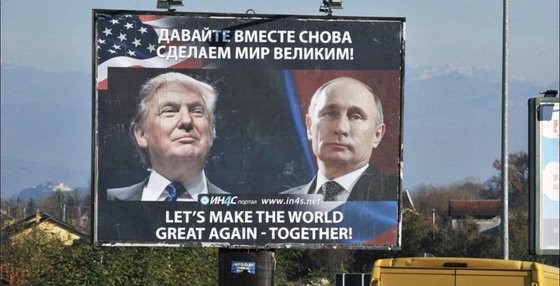 ДАВАЙТЕ ВМЕСТЕ СНОВА
СДЕЛАЕМ МИР ВЕЛИКИМ!
ИН4С портал www.in4s.net
LET'S MAKE THE WORLD
GREAT AGAIN - TOGETHER!